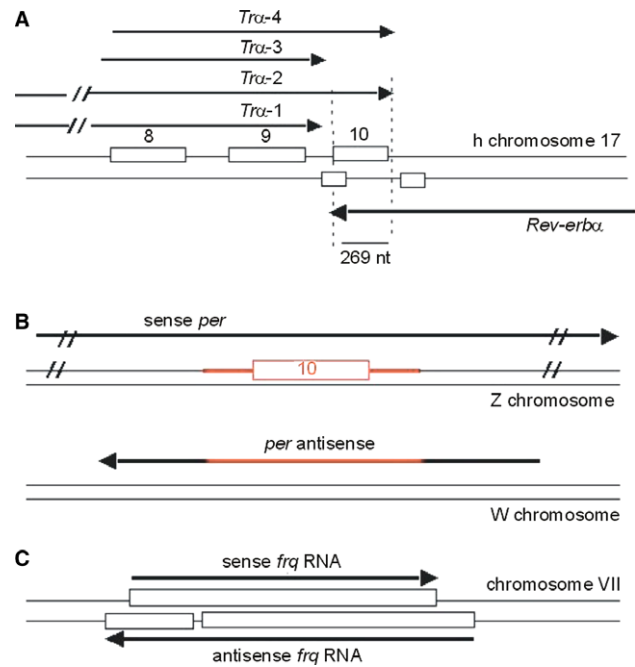 A
Trα-4
Trα-3
Trα-2
Trα-1
8 9 10 h chromosome 17
Rev-erbα
269 nt
B
sense per
10
Z chromosome
per antisense
W chromosome
C
sense frq RNA
chromosome VII
antisense frq RNA